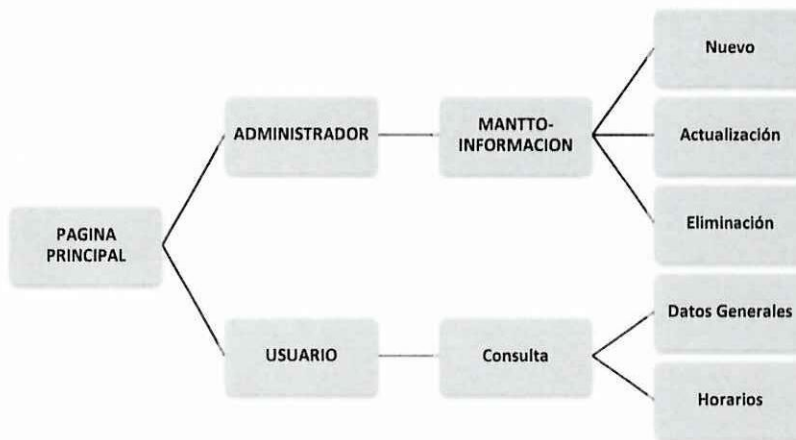 PAGINA
PRINCIPAL
ADMINISTRADOR
MANTTO-
INFORMACION
Nuevo
Actualización
Eliminación
USUARIO
Consulta
Datos Generales
Horarios